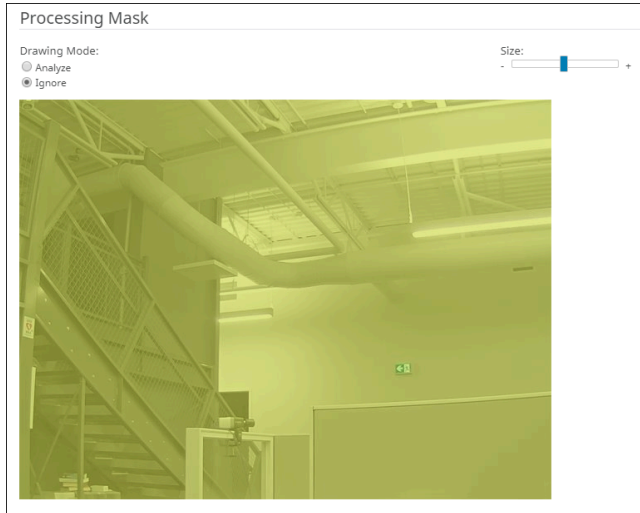 Processing Mask
Drawing Mode:
Analyze
Ignore
Size:
- +